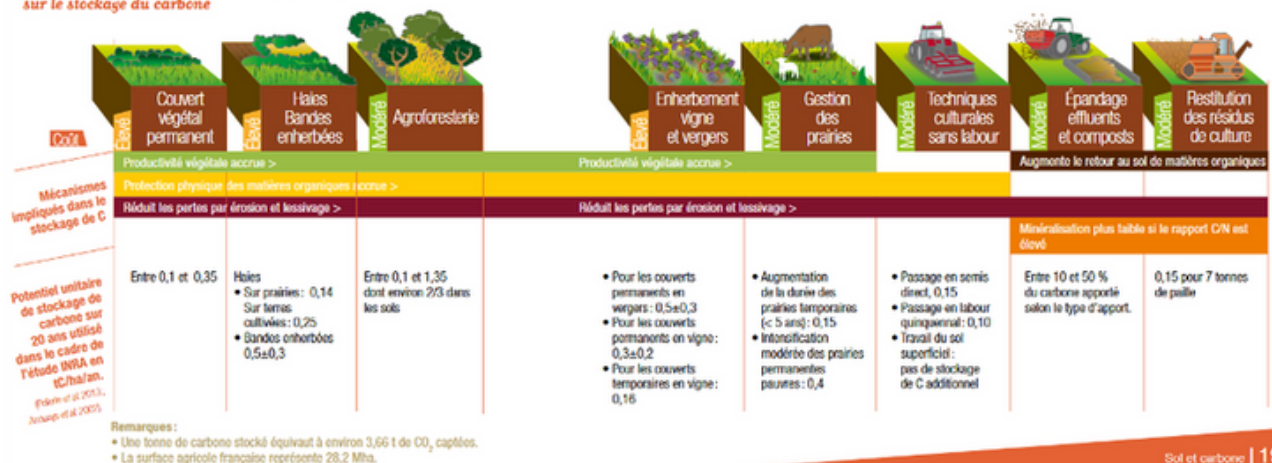 sur le stockage du carbone
Coût
Élevé
Couvert
végétal
permanent
Élevé
Haies
Bandes
enherbées
Modéré
Agroforesterie
Élevé
Enherbement
vigne
et vergers
Modéré
Gestion
des
prairies
Modéré
Techniques
culturales
sans labour
Modéré
Épandage
effluents
et composts
Modéré
Restitution
des résidus
de culture
Mécanismes
impliqués dans le
stockage de C
Productivité végétale accrue >
Productivité végétale accrue >
Augmente le retour au sol de matières organiques
Protection physique des matières organiques accrue >
Réduit les pertes par érosion et lessivage >
Réduit les pertes par érosion et lessivage >
Minéralisation plus faible si le rapport C/N est
élevé
Potentiel unitaire
de stockage de
carbone sur
20 ans utilisé
dans le cadre de
l'étude INRA en
tC/ha/an.
(Pellerin et al 2013,
Arrouays et al 2002).
Entre 0,1 et 0,35
Haies
• Sur prairies : 0,14
Sur terres
cultivées : 0,25
• Bandes enherbées
0,5±0,3
Entre 0,1 et 1,35
dont environ 2/3 dans
les sols
• Pour les couverts
permanents en
vergers : 0,5±0,3
• Pour les couverts
permanents en vigne :
0,3±0,2
• Pour les couverts
temporaires en vigne :
0,16
• Augmentation
de la durée des
prairies temporaires
(< 5 ans) : 0,15
• Intensification
modérée des prairies
permanentes
pauvres : 0,4
• Passage en semis
direct, 0,15
• Passage en labour
quinquennal : 0,10
• Travail du sol
superficiel :
pas de stockage
de C additionnel
Entre 10 et 50 %
du carbone apporté
selon le type d'apport.
0,15 pour 7 tonnes
de paille
Remarques :
• Une tonne de carbone stocké équivaut à environ 3,66 t de CO₂ captées.
• La surface agricole française représente 28,2 Mha.
Sol et carbone | 19